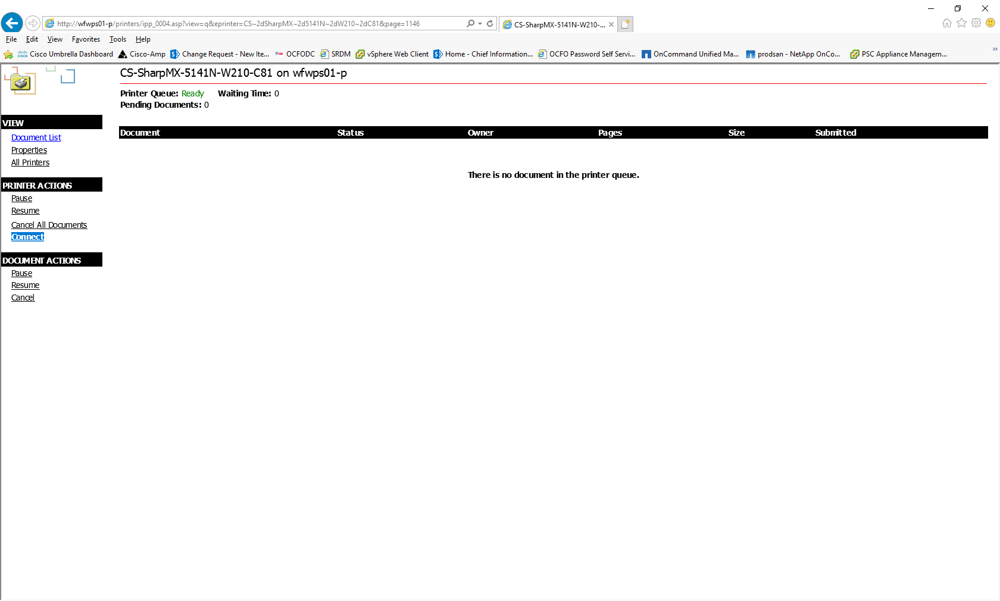 http://wfwps01-p/printers/ipp_0004.asp?view=q&eprinter=CS~2dSharpMX~2d5141N~2dW210~2dC81&page=1146
CS-SharpMX-5141N-W210-...
File Edit View Favorites Tools Help
Cisco Umbrella Dashboard Cisco-Amp Change Request - New Ite... OCFODC SRDM vSphere Web Client Home - Chief Information... OCFO Password Self Servi... OnCommand Unified Ma... prodsan - NetApp OnCo... PSC Appliance Managem...
CS-SharpMX-5141N-W210-C81 on wfwps01-p
Printer Queue: Ready Waiting Time: 0
Pending Documents: 0
VIEW
Document List
Properties
All Printers
PRINTER ACTIONS
Pause
Resume
Cancel All Documents
Connect
DOCUMENT ACTIONS
Pause
Resume
Cancel
Document Status Owner Pages Size Submitted
There is no document in the printer queue.